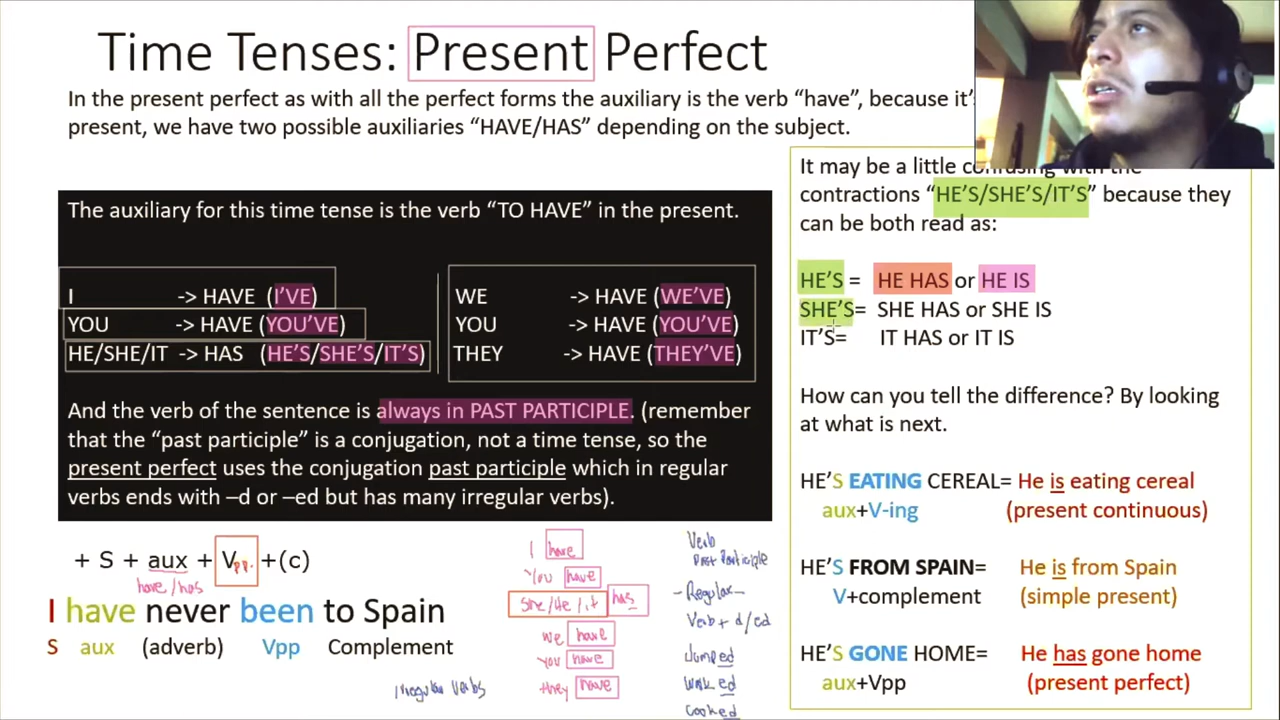 Time Tenses: Present Perfect
In the present perfect as with all the perfect forms the auxiliary is the verb “have”, because it’s
present, we have two possible auxiliaries “HAVE/HAS” depending on the subject.
The auxiliary for this time tense is the verb “TO HAVE” in the present.
I -> HAVE (I’VE)
YOU -> HAVE (YOU’VE)
HE/SHE/IT -> HAS (HE’S/SHE’S/IT’S)
WE -> HAVE (WE’VE)
YOU -> HAVE (YOU’VE)
THEY -> HAVE (THEY’VE)
And the verb of the sentence is always in PAST PARTICIPLE. (remember
that the “past participle” is a conjugation, not a time tense, so the
present perfect uses the conjugation past participle which in regular
verbs ends with –d or –ed but has many irregular verbs).
+ S + aux + Vpp. +(c)
have/has
I have never been to Spain
S aux (adverb) Vpp Complement
irregular verbs
I have
You have
She/He/it has
we have
you have
they have
Verb
Past Participle
-Regular-
Verb + d/ed
Jumped
walked
cooked
It may be a little confusing with the
contractions “HE’S/SHE’S/IT’S” because they
can be both read as:
HE’S = HE HAS or HE IS
SHE’S= SHE HAS or SHE IS
IT’S= IT HAS or IT IS
How can you tell the difference? By looking
at what is next.
HE’S EATING CEREAL= He is eating cereal
aux+V-ing (present continuous)
HE’S FROM SPAIN= He is from Spain
V+complement (simple present)
HE’S GONE HOME= He has gone home
aux+Vpp (present perfect)